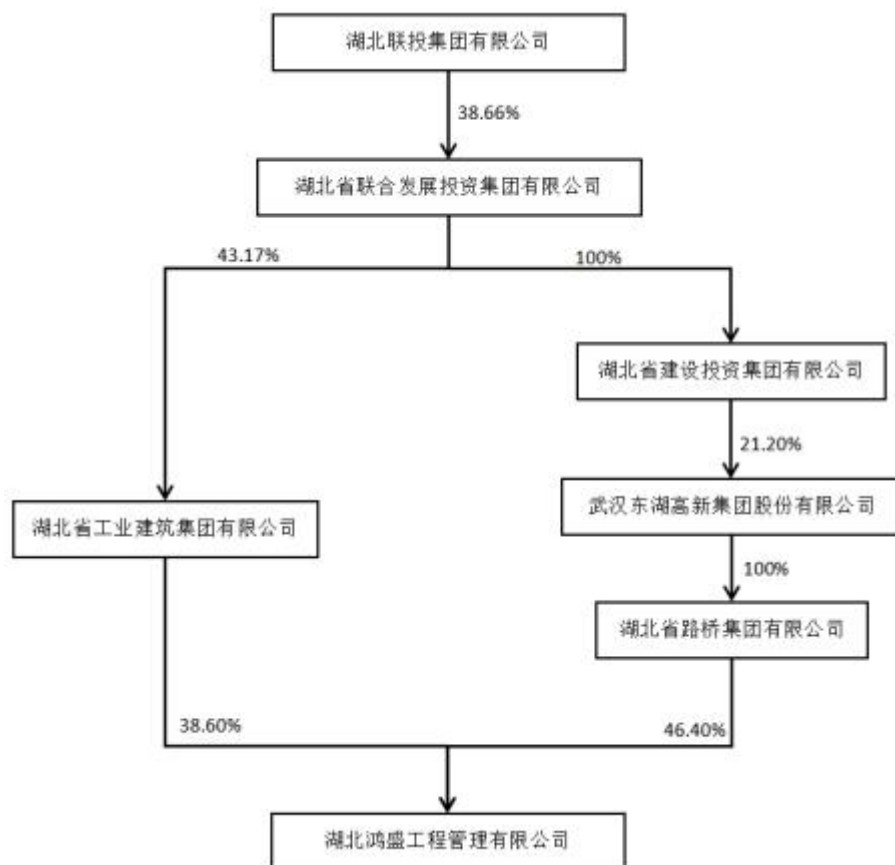 湖北联投集团有限公司
38.66%
湖北省联合发展投资集团有限公司
43.17%
100%
湖北省建设投资集团有限公司
21.20%
湖北省工业建筑集团有限公司
武汉东湖高新集团股份有限公司
100%
湖北省路桥集团有限公司
38.60%
46.40%
湖北鸿盛工程管理有限公司